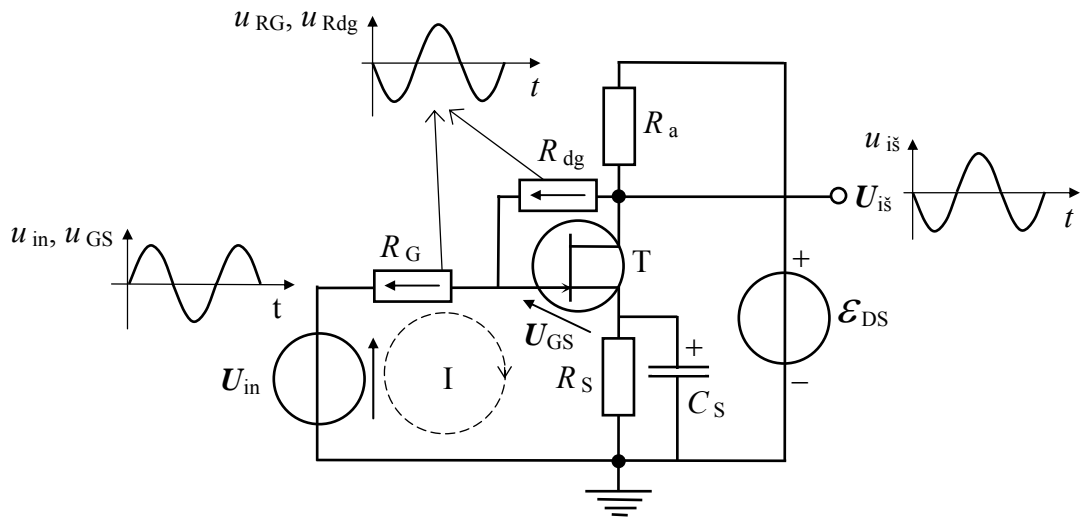 u RG, u Rdg
t
R a
R dg
u iš
U iš
t
u in, u GS
t
R G
T
+
ℰ DS
−
U GS
U in
I
R S
+
C S